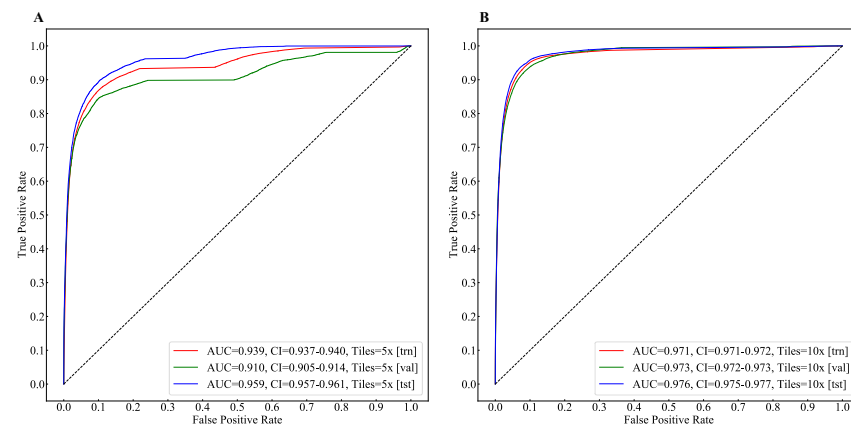 A
True Positive Rate
1.0
0.9
0.8
0.7
0.6
0.5
0.4
0.3
0.2
0.1
0.0
AUC=0.939, CI=0.937-0.940, Tiles=5x [trn]
AUC=0.910, CI=0.905-0.914, Tiles=5x [val]
AUC=0.959, CI=0.957-0.961, Tiles=5x [tst]
0.0 0.1 0.2 0.3 0.4 0.5 0.6 0.7 0.8 0.9 1.0
False Positive Rate
B
True Positive Rate
1.0
0.9
0.8
0.7
0.6
0.5
0.4
0.3
0.2
0.1
0.0
AUC=0.971, CI=0.971-0.972, Tiles=10x [trn]
AUC=0.973, CI=0.972-0.973, Tiles=10x [val]
AUC=0.976, CI=0.975-0.977, Tiles=10x [tst]
0.0 0.1 0.2 0.3 0.4 0.5 0.6 0.7 0.8 0.9 1.0
False Positive Rate